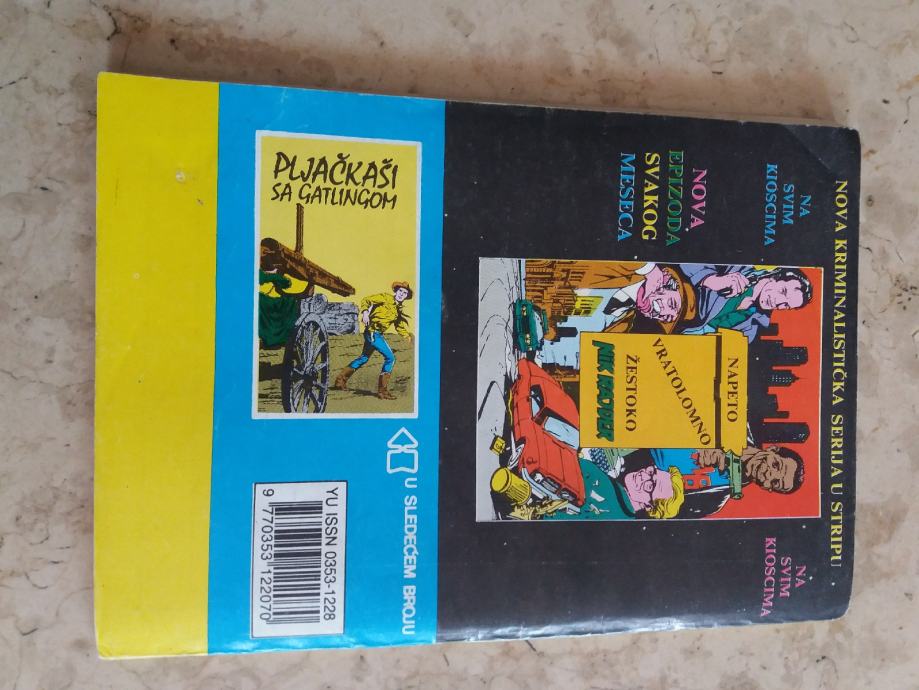 NOVA KRIMINALISTIČKA SERIJA U STRIPU
NA
SVIM
KIOSCIMA
NA
SVIM
KIOSCIMA
NAPETO
VRATOLOMNO
ŽESTOKO
NIK RAJDER
NOVA
EPIZODA
SVAKOG
MESECA
U SLEDEĆEM BROJU
PLJAČKAŠI
SA GATLINGOM
YU ISSN 0353-1228
9 770353 122070